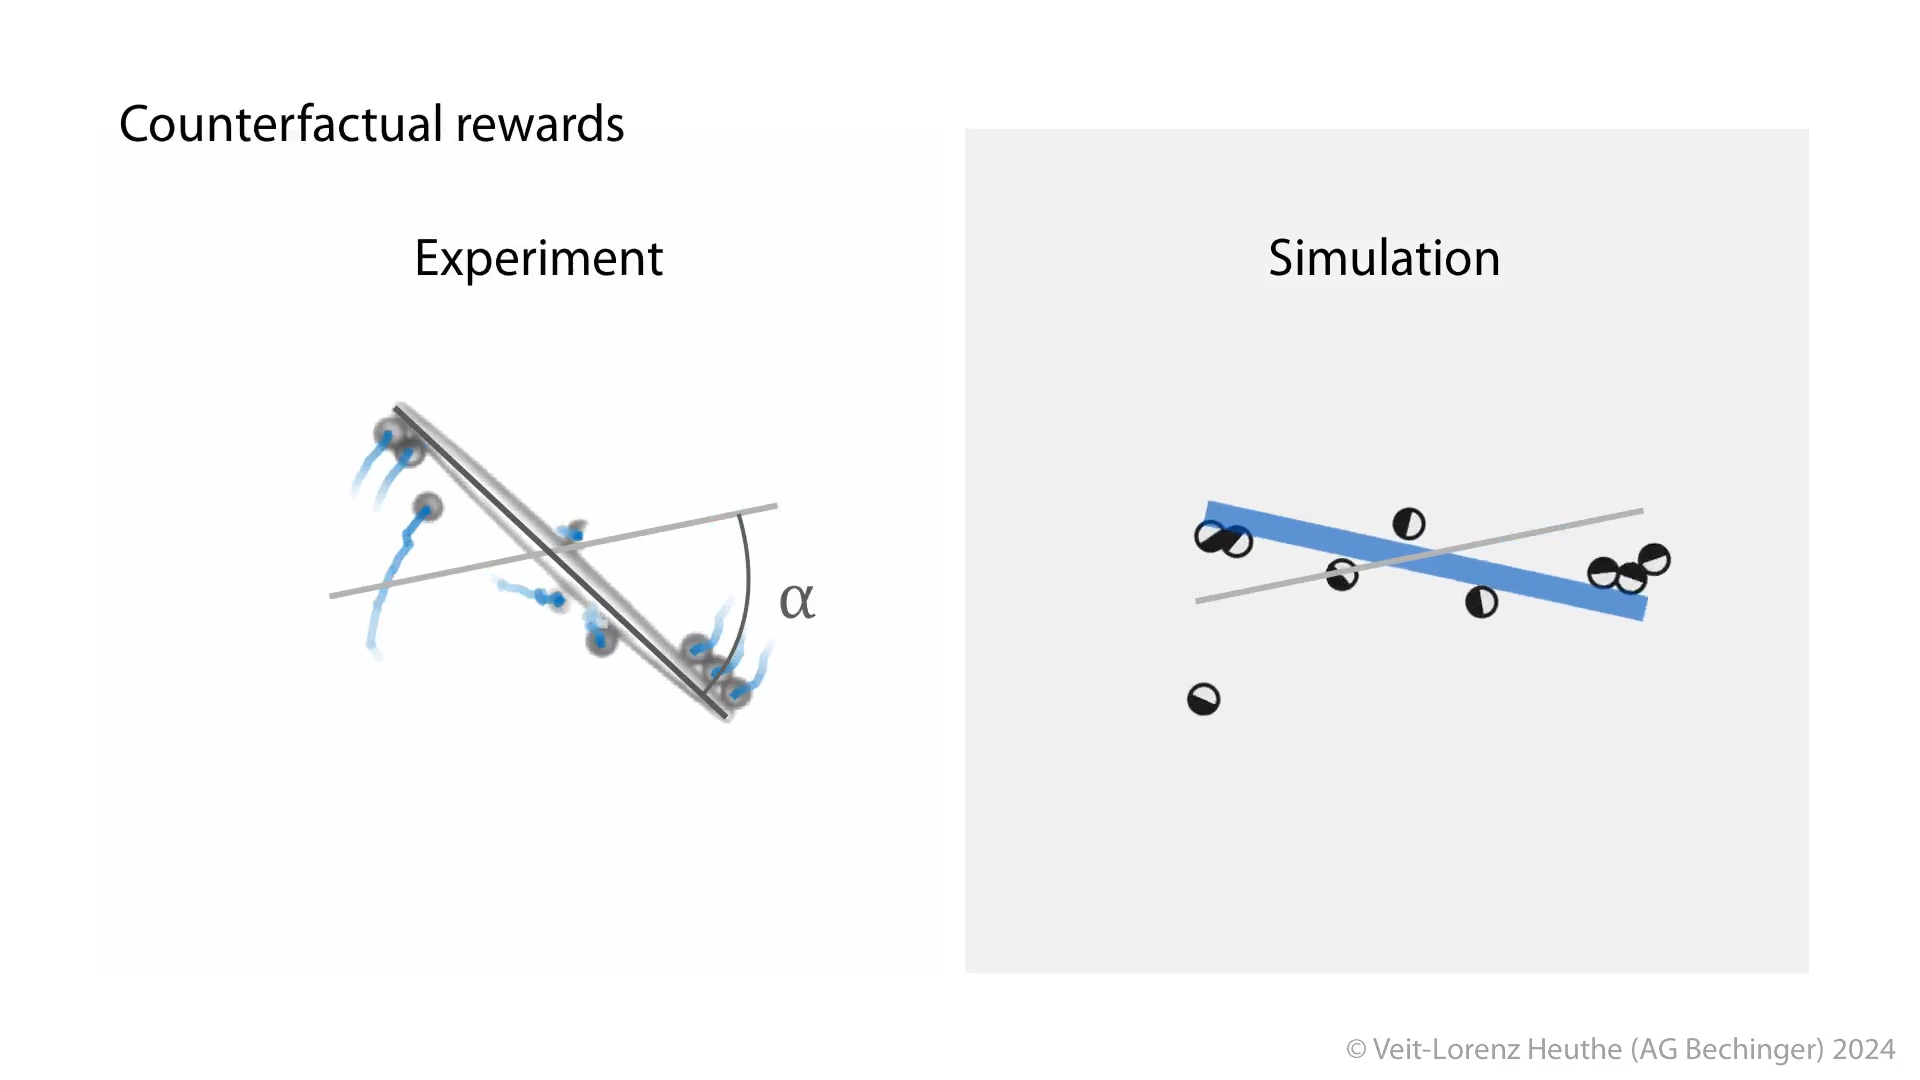 Counterfactual rewards
Experiment
Simulation
α
© Veit-Lorenz Heuthe (AG Bechinger) 2024